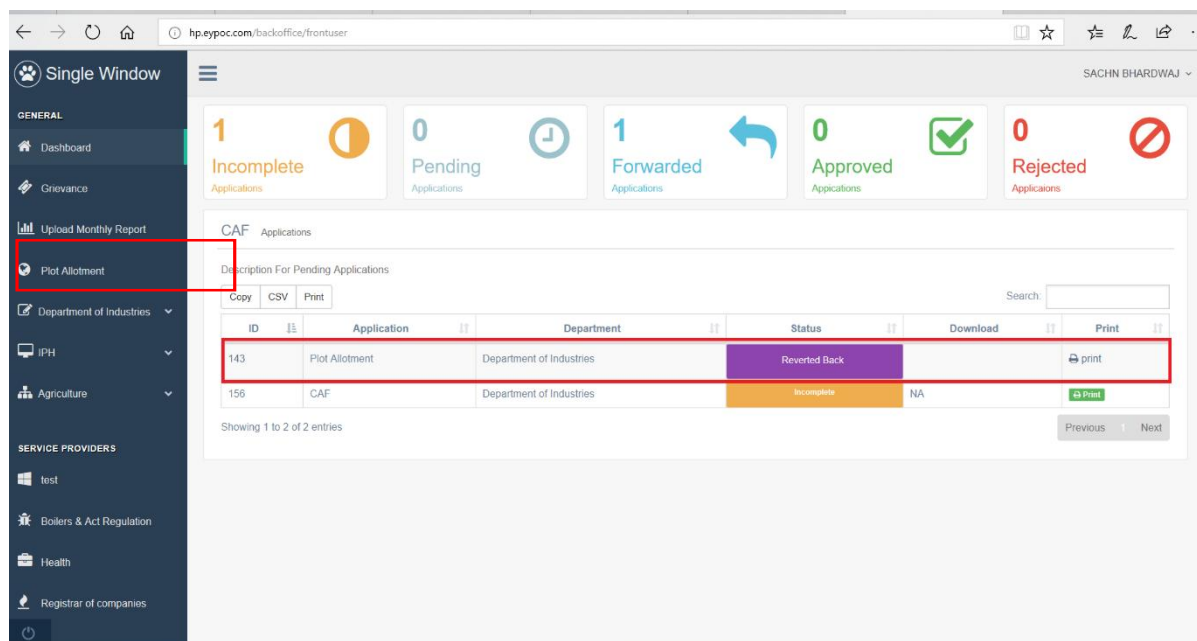 hp.eypoc.com/backoffice/frontuser
Single Window
SACHN BHARDWAJ
GENERAL
Dashboard
Grievance
Upload Monthly Report
Plot Allotment
Department of Industries
IPH
Agriculture
SERVICE PROVIDERS
test
Boilers & Act Regulation
Health
Registrar of companies
1
Incomplete
Applications
0
Pending
Applications
1
Forwarded
Applications
0
Approved
Appications
0
Rejected
Applicaions
CAF Applications
Description For Pending Applications
Copy CSV Print Search:
ID Application Department Status Download Print
143 Plot Allotment Department of Industries Reverted Back print
156 CAF Department of Industries Incomplete NA Print
Showing 1 to 2 of 2 entries Previous 1 Next